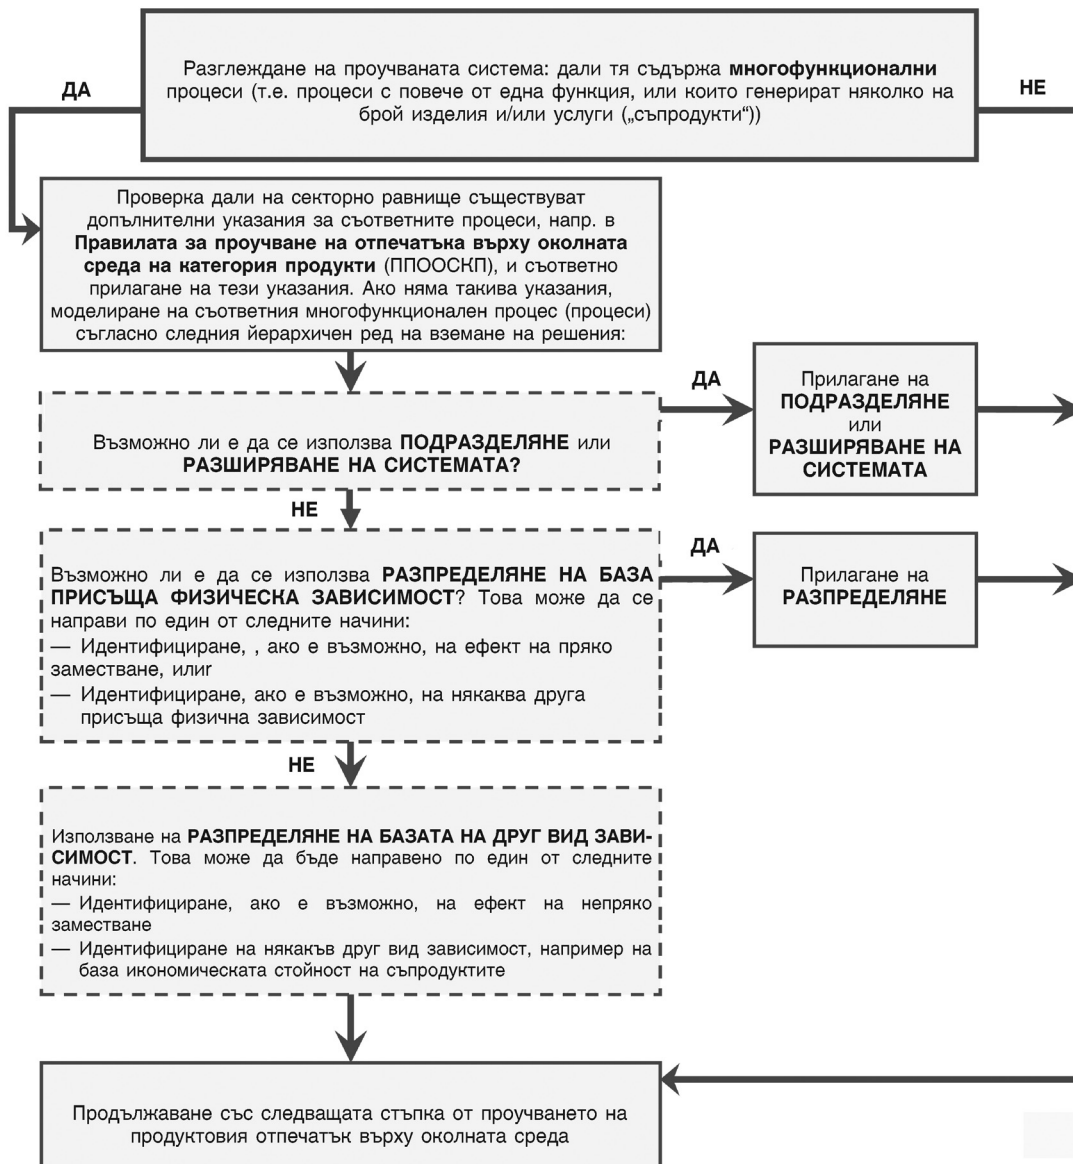 Разглеждане на проучваната система: дали тя съдържа многофункционални
процеси (т.е. процеси с повече от една функция, или които генерират няколко на
брой изделия и/или услуги („съпродукти“))
ДА
НЕ
Проверка дали на секторно равнище съществуват
допълнителни указания за съответните процеси, напр. в
Правилата за проучване на отпечатъка върху околната
среда на категория продукти (ППООСКП), и съответно
прилагане на тези указания. Ако няма такива указания,
моделиране на съответния многофункционален процес (процеси)
съгласно следния йерархичен ред на вземане на решения:
Възможно ли е да се използва ПОДРАЗДЕЛЯНЕ или
РАЗШИРЯВАНЕ НА СИСТЕМАТА?
ДА
Прилагане на
ПОДРАЗДЕЛЯНЕ
или
РАЗШИРЯВАНЕ НА
СИСТЕМАТА
НЕ
Възможно ли е да се използва РАЗПРЕДЕЛЯНЕ НА БАЗА
ПРИСЪЩА ФИЗИЧЕСКА ЗАВИСИМОСТ? Това може да се
направи по един от следните начини:
— Идентифициране, , ако е възможно, на ефект на пряко
заместване, илиr
— Идентифициране, ако е възможно, на някаква друга
присъща физична зависимост
ДА
Прилагане на
РАЗПРЕДЕЛЯНЕ
НЕ
Използване на РАЗПРЕДЕЛЯНЕ НА БАЗАТА НА ДРУГ ВИД ЗАВИ-
СИМОСТ. Това може да бъде направено по един от следните
начини:
— Идентифициране, ако е възможно, на ефект на непряко
заместване
— Идентифициране на някакъв друг вид зависимост, например на
база икономическата стойност на съпродуктите
Продължаване със следващата стъпка от проучването на
продуктовия отпечатък върху околната среда